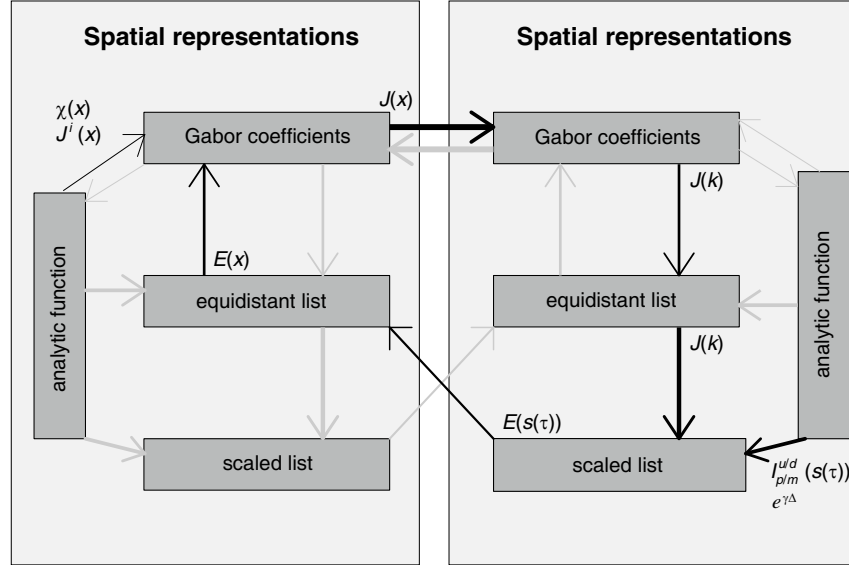 Spatial representations
χ(x)
J^i (x)
J(x)
Gabor coefficients
E(x)
analytic function
equidistant list
scaled list
Spatial representations
Gabor coefficients
J(k)
equidistant list
J(k)
analytic function
E(s(τ))
scaled list
I_{p/m}^{u/d} (s(τ))
e^{γΔ}